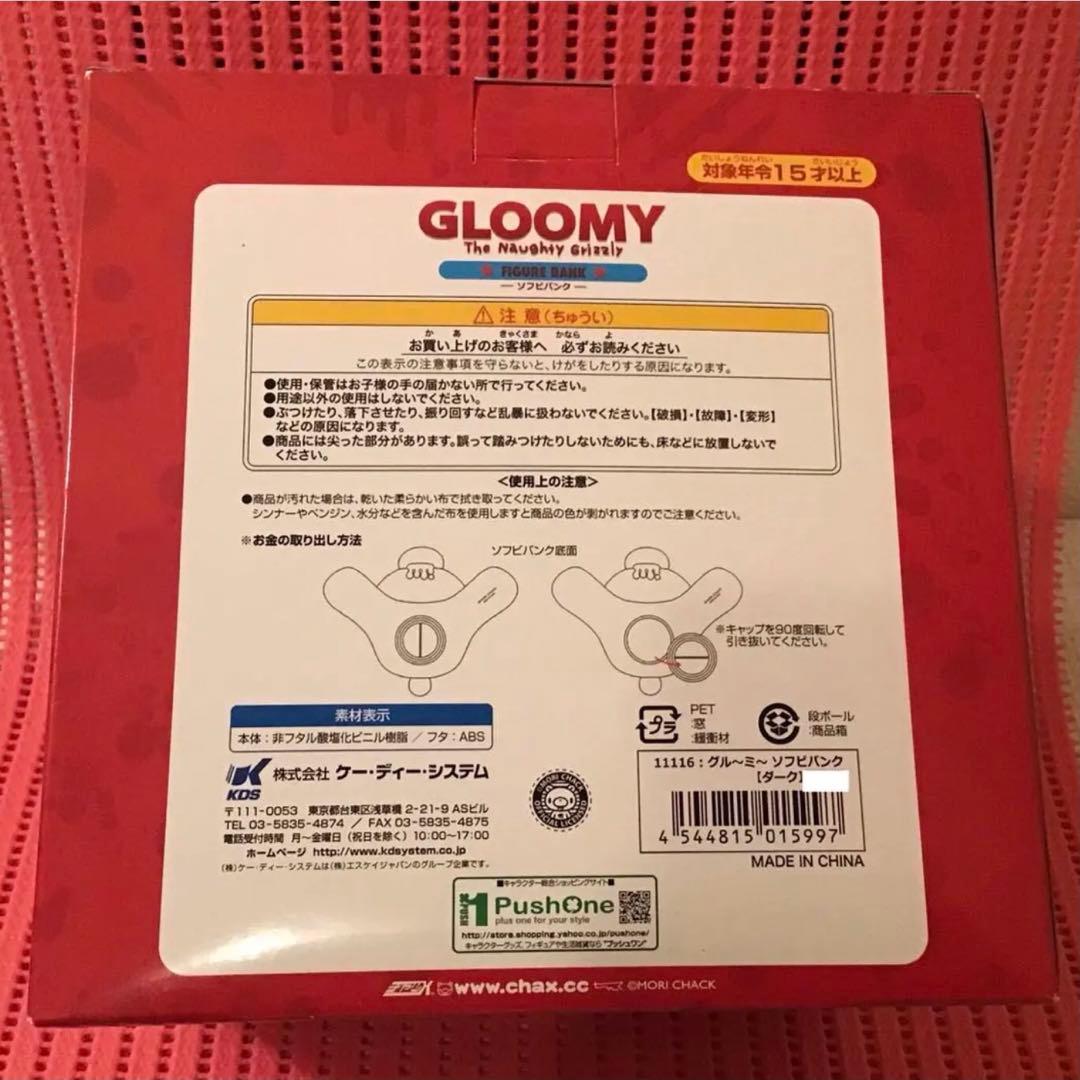 たいしょうねんれい さいいじょう
対象年令15才以上
GLOOMY
The Naughty Grizzly
FIGURE BANK
ソフビバンク
⚠注意(ちゅうい)
か あ きゃくさま かなら よ
お買い上げのお客様へ 必ずお読みください
この表示の注意事項を守らないと、けがをしたりする原因になります。
●使用・保管はお子様の手の届かない所で行ってください。
●用途以外の使用はしないでください。
●ぶつけたり、落下させたり、振り回すなど乱暴に扱わないでください。【破損】・【故障】・【変形】
などの原因になります。
●商品には尖った部分があります。誤って踏みつけたりしないためにも、床などに放置しないで
ください。
<使用上の注意>
●商品が汚れた場合は、乾いた柔らかい布で拭き取ってください。
シンナーやベンジン、水分などを含んだ布を使用しますと商品の色が剥がれますのでご注意ください。
※お金の取り出し方法
ソフビバンク底面
※キャップを90度回転して
引き抜いてください。
素材表示
本体:非フタル酸塩化ビニル樹脂 / フタ:ABS
KDS
株式会社 ケー・ディー・システム
〒111-0053 東京都台東区浅草橋 2-21-9 ASビル
TEL 03-5835-4874 / FAX 03-5835-4875
電話受付時間 月~金曜日(祝日を除く)10:00~17:00
ホームページ http://www.kdsystem.co.jp
(株)ケー・ディー・システムは(株)エスケイジャパンのグループ企業です。
MORI CHACK
OFFICIAL LICENSED
プラ
PET
:窓
:緩衝材
段ボール
:商品箱
11116:グル~ミ~ ソフビバンク
【ダーク】
4 544815 015997
MADE IN CHINA
■キャラクター総合ショッピングサイト■
PUSH
1
PushOne
plus one for your style
http://store.shopping.yahoo.co.jp/pushone/
キャラクターグッズ、フィギュアや生活雑貨なら "プッシュワン"
www.chax.cc
©MORI CHACK